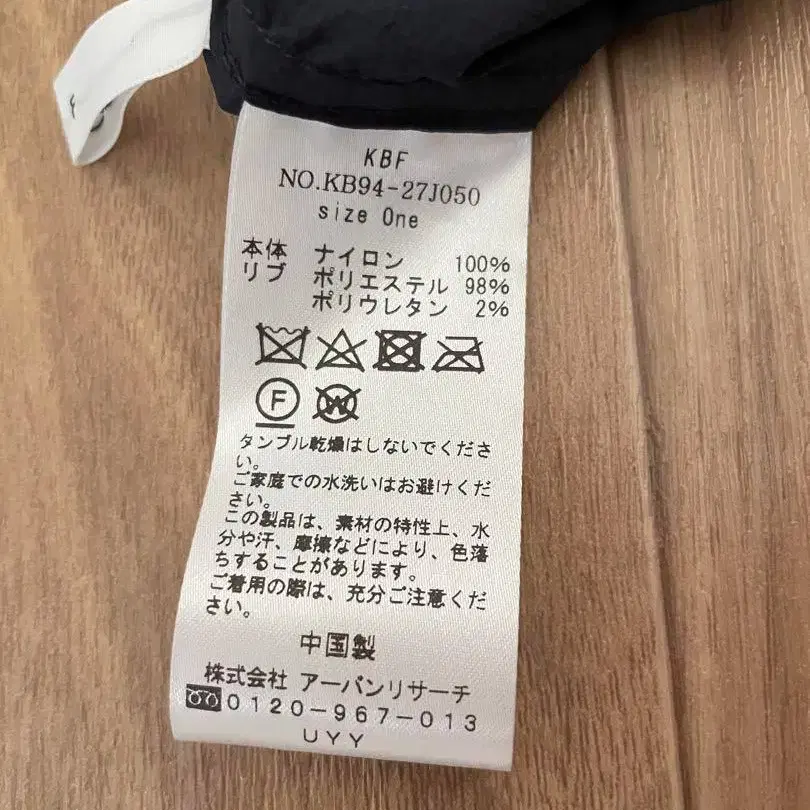 KBF
NO.KB94-27J050
size One
本体 ナイロン 100%
リブ ポリエステル 98%
ポリウレタン 2%
F
W
タンブル乾燥はしないでくださ
い。
ご家庭での水洗いはお避けくだ
さい。
この製品は、素材の特性上、水
分や汗、摩擦などにより、色落
ちすることがあります。
ご着用の際は、充分ご注意くだ
さい。
中国製
株式会社 アーバンリサーチ
0120-967-013
UYY